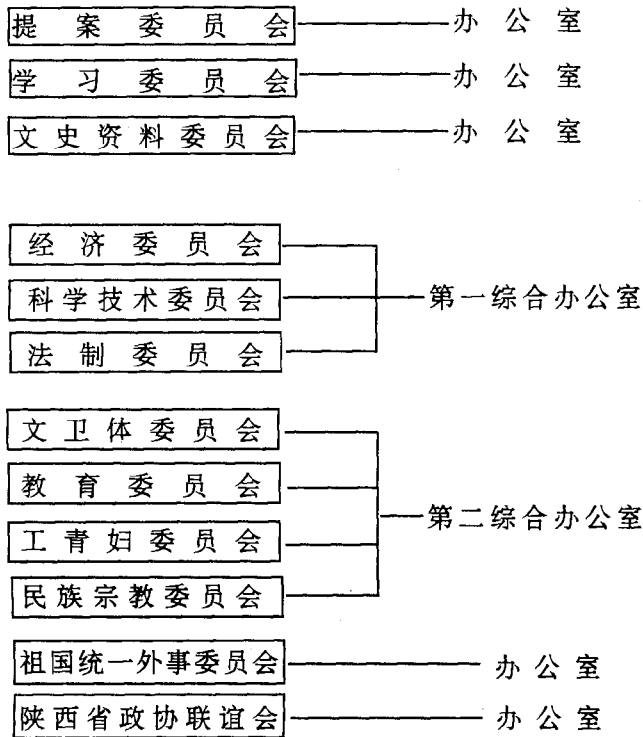 提案委员会 办公室
学习委员会 办公室
文史资料委员会 办公室
经济委员会
科学技术委员会 第一综合办公室
法制委员会
文卫体委员会
教育委员会
第二综合办公室
工青妇委员会
民族宗教委员会
祖国统一外事委员会 办公室
陕西省政协联谊会 办公室